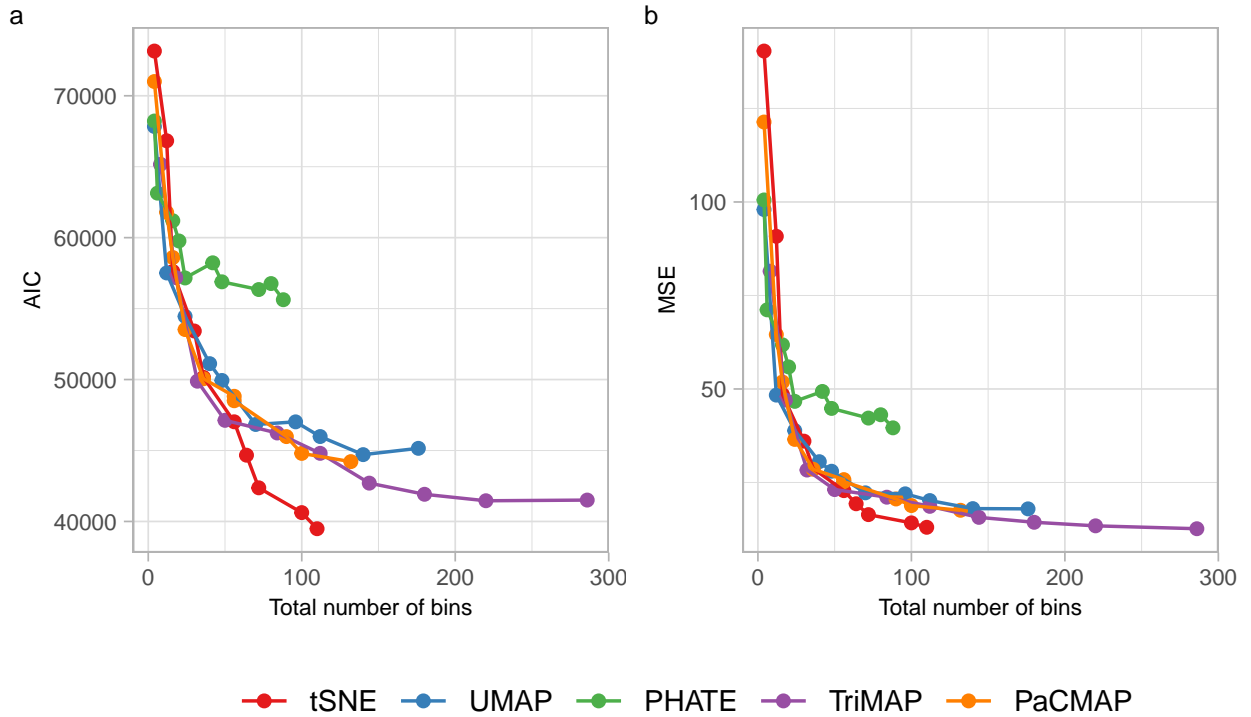 a
70000
60000
50000
40000
AIC
0 100 200 300
Total number of bins
b
100
50
MSE
0 100 200 300
Total number of bins
tSNE UMAP PHATE TriMAP PaCMAP